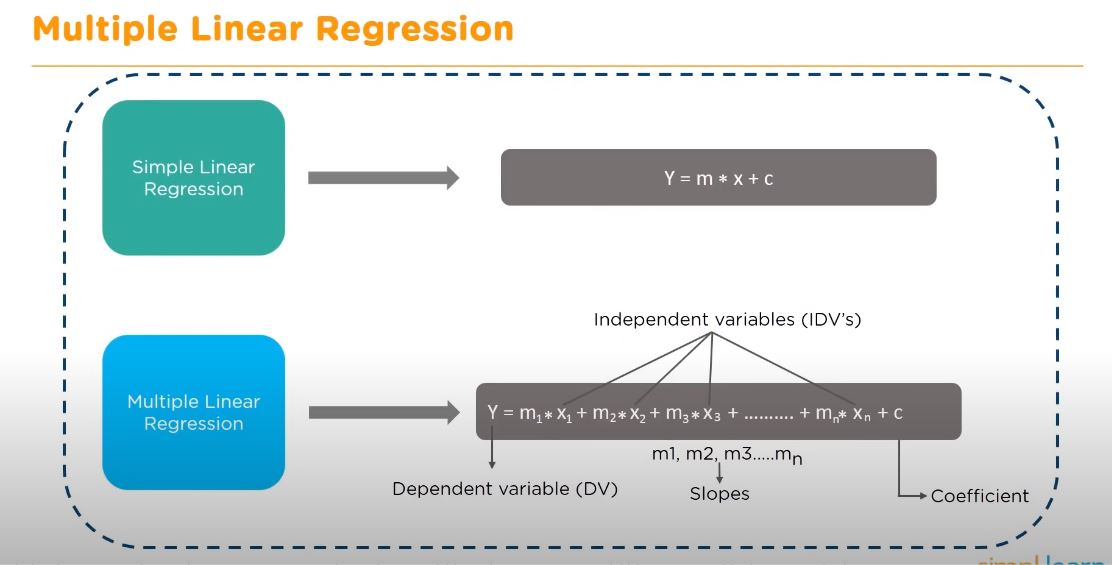 Multiple Linear Regression
Simple Linear
Regression
Y = m * x + c
Independent variables (IDV's)
Multiple Linear
Regression
Y = m₁* x₁ + m₂* x₂ + m₃* x₃ + .......... + mₙ* xₙ + c
m1, m2, m3.....mₙ
Dependent variable (DV)
Slopes
Coefficient